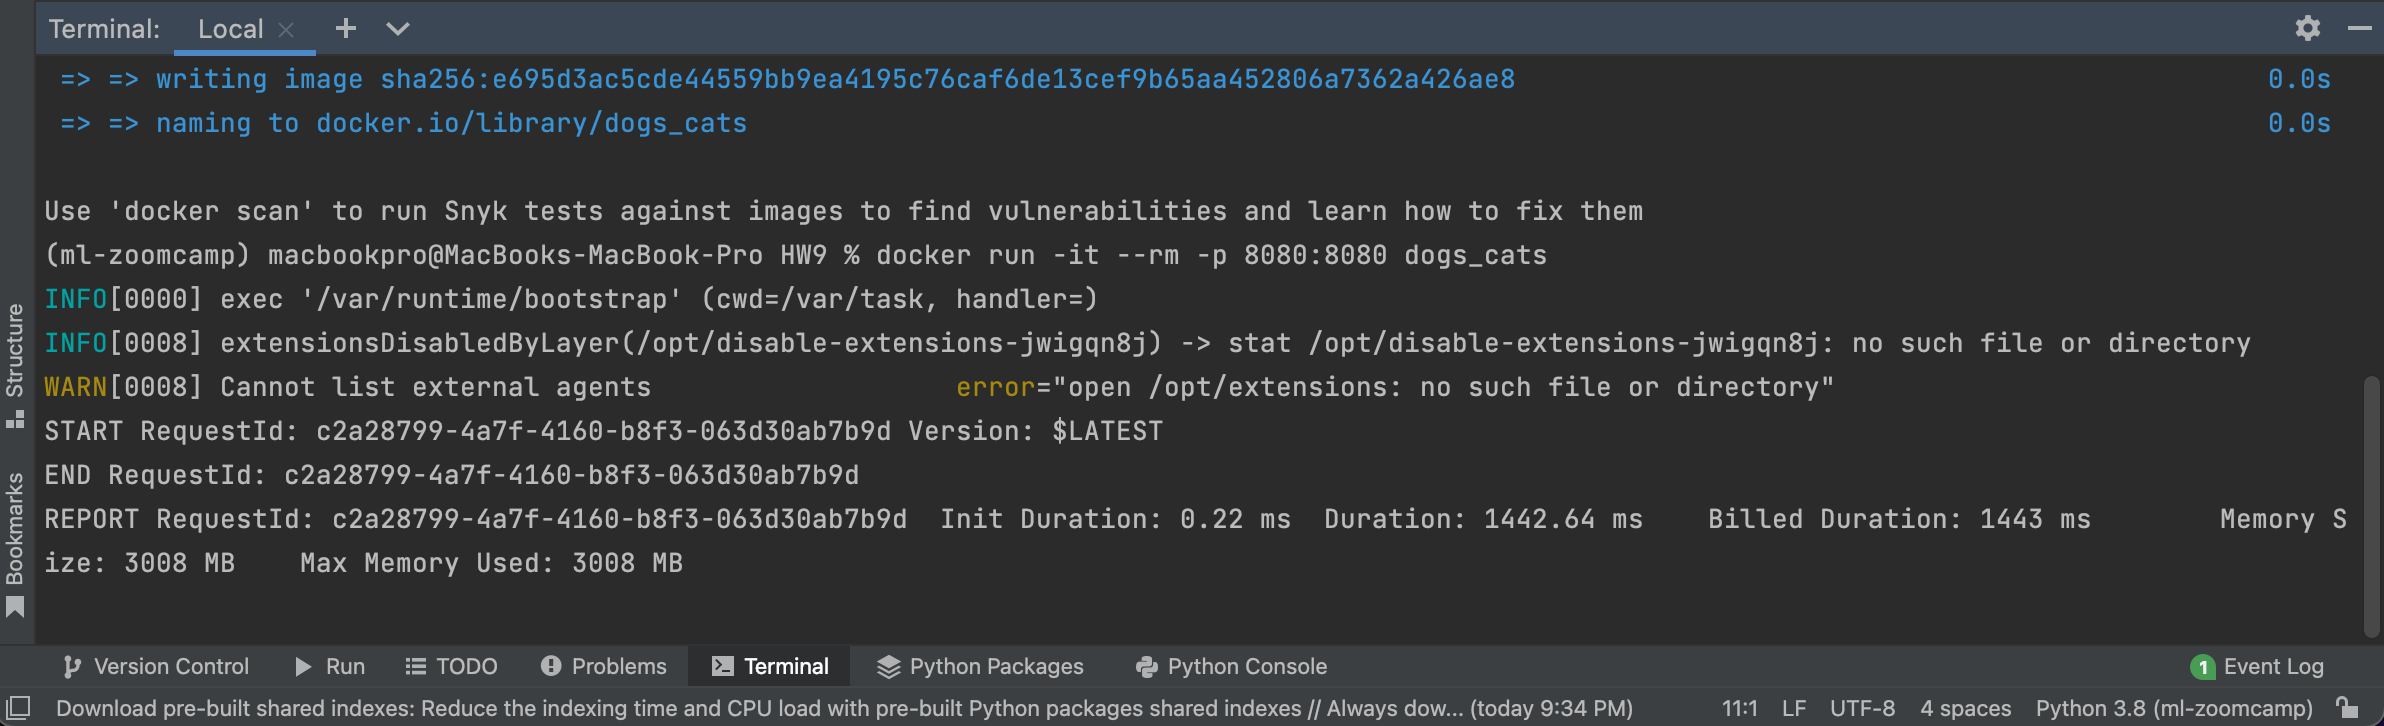 Terminal: Local
=> => writing image sha256:e695d3ac5cde44559bb9ea4195c76caf6de13cef9b65aa452806a7362a426ae8 0.0s
=> => naming to docker.io/library/dogs_cats 0.0s
Use 'docker scan' to run Snyk tests against images to find vulnerabilities and learn how to fix them
(ml-zoomcamp) macbookpro@MacBooks-MacBook-Pro HW9 % docker run -it --rm -p 8080:8080 dogs_cats
INFO[0000] exec '/var/runtime/bootstrap' (cwd=/var/task, handler=)
INFO[0008] extensionsDisabledByLayer(/opt/disable-extensions-jwigqn8j) -> stat /opt/disable-extensions-jwigqn8j: no such file or directory
WARN[0008] Cannot list external agents error="open /opt/extensions: no such file or directory"
START RequestId: c2a28799-4a7f-4160-b8f3-063d30ab7b9d Version: $LATEST
END RequestId: c2a28799-4a7f-4160-b8f3-063d30ab7b9d
REPORT RequestId: c2a28799-4a7f-4160-b8f3-063d30ab7b9d Init Duration: 0.22 ms Duration: 1442.64 ms Billed Duration: 1443 ms Memory S
ize: 3008 MB Max Memory Used: 3008 MB
Structure
Bookmarks
Version Control Run TODO Problems Terminal Python Packages Python Console 1 Event Log
Download pre-built shared indexes: Reduce the indexing time and CPU load with pre-built Python packages shared indexes // Always dow... (today 9:34 PM) 11:1 LF UTF-8 4 spaces Python 3.8 (ml-zoomcamp)